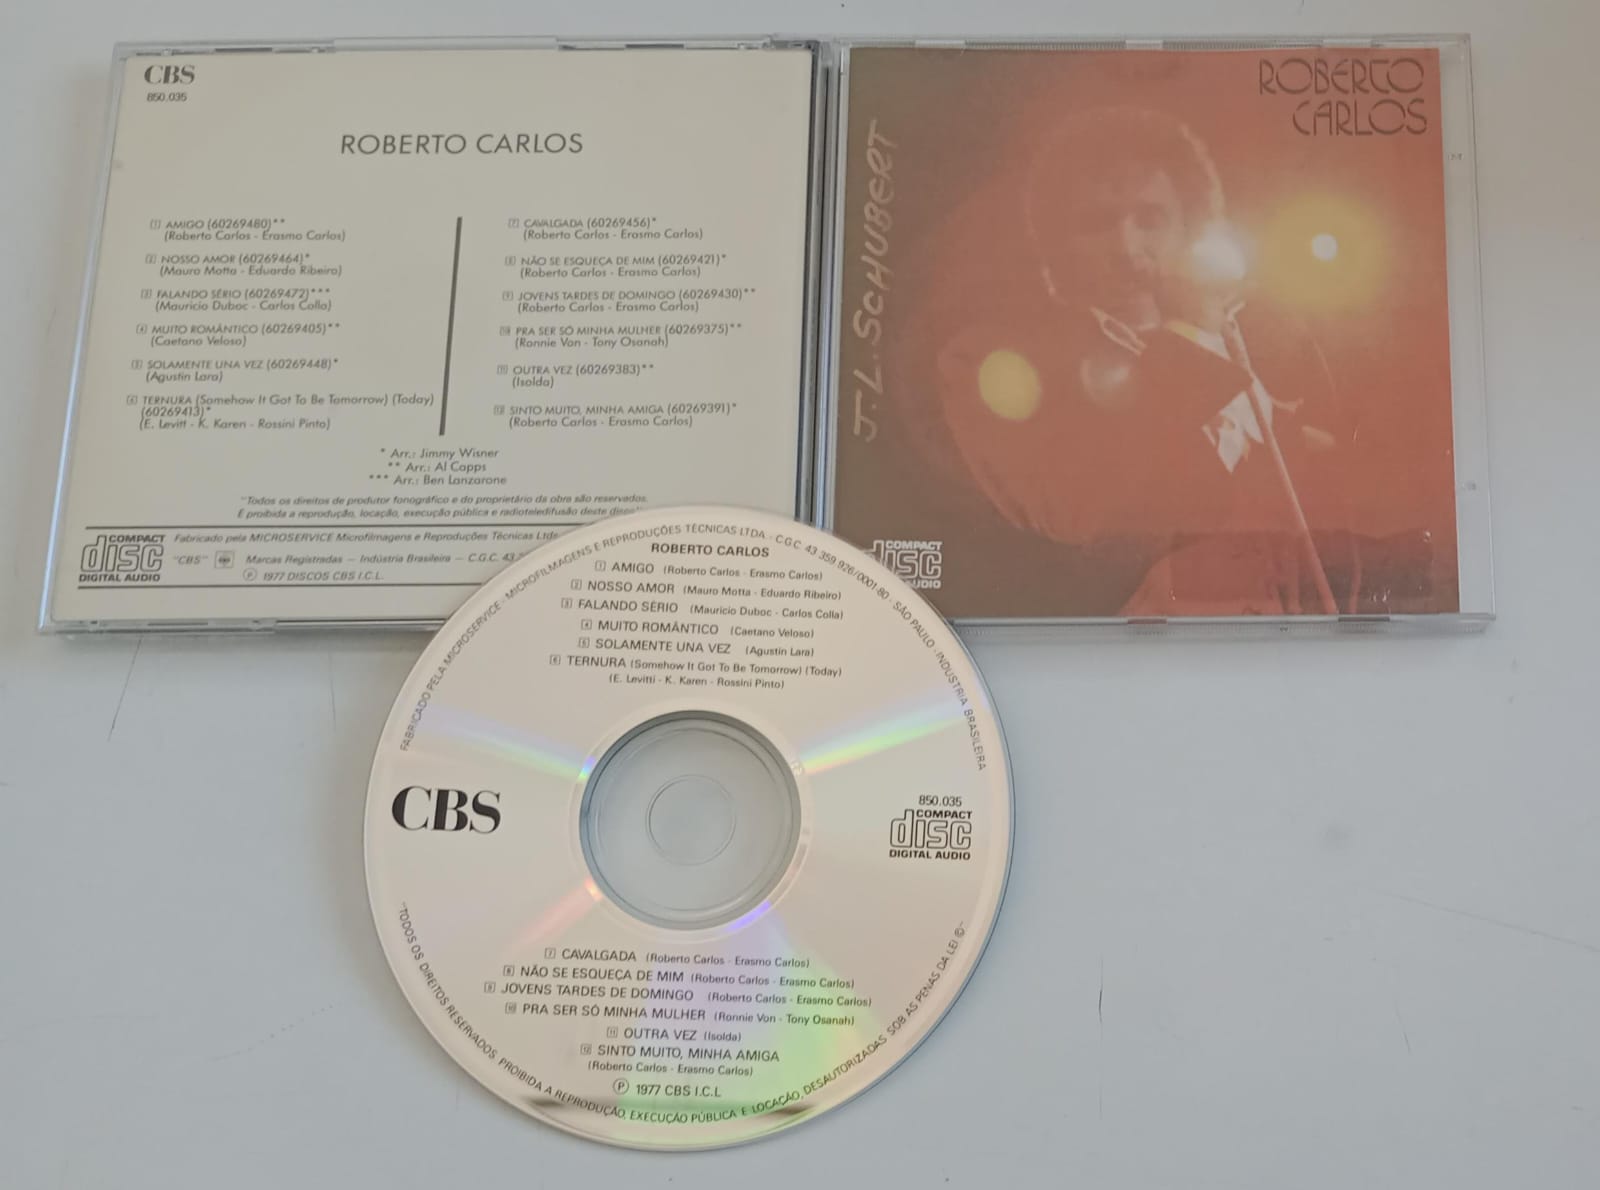 CBS
850.035
ROBERTO CARLOS
1 AMIGO (60269480)**
(Roberto Carlos - Erasmo Carlos)
2 NOSSO AMOR (60269464)*
(Mauro Motta - Eduardo Ribeiro)
3 FALANDO SÉRIO (60269472)***
(Mauricio Duboc - Carlos Colla)
4 MUITO ROMÂNTICO (60269405)**
(Caetano Veloso)
5 SOLAMENTE UNA VEZ (60269448)*
(Agustin Lara)
6 TERNURA (Somehow It Got To Be Tomorrow) (Today)
(60269413)*
(E. Levitt - K. Karen - Rossini Pinto)
7 CAVALGADA (60269456)*
(Roberto Carlos - Erasmo Carlos)
8 NÃO SE ESQUEÇA DE MIM (60269421)*
(Roberto Carlos - Erasmo Carlos)
9 JOVENS TARDES DE DOMINGO (60269430)**
(Roberto Carlos - Erasmo Carlos)
10 PRA SER SÓ MINHA MULHER (60269375)**
(Ronnie Von - Tony Osanah)
11 OUTRA VEZ (60269383)**
(Isolda)
12 SINTO MUITO, MINHA AMIGA (60269391)*
(Roberto Carlos - Erasmo Carlos)
* Arr.: Jimmy Wisner
** Arr.: Al Capps
*** Arr.: Ben Lanzarone
"Todos os direitos de produtor fonográfico e do proprietário da obra são reservados.
É proibida a reprodução, locação, execução pública e radioteledifusão deste
COMPACT disc DIGITAL AUDIO
Fabricado pela MICROSERVICE Microfilmagens e Reproduções Técnicas Ltda
"CBS" Marcas Registradas — Indústria Brasileira — C.G.C. 43
Ⓟ 1977 DISCOS CBS I.C.L.
ROBERTO
CARLOS
J.L.SCHUBERT
COMPACT
disc
FABRICADO PELA MICROSERVICE - MICROFILMAGENS E REPRODUÇÕES TÉCNICAS LTDA - C.G.C 43 359 926/0001-80 - SÃO PAULO - INDUSTRIA BRASILEIRA
ROBERTO CARLOS
1 AMIGO (Roberto Carlos - Erasmo Carlos)
2 NOSSO AMOR (Mauro Motta - Eduardo Ribeiro)
3 FALANDO SÉRIO (Mauricio Duboc - Carlos Colla)
4 MUITO ROMÂNTICO (Caetano Veloso)
5 SOLAMENTE UNA VEZ (Agustin Lara)
6 TERNURA (Somehow It Got To Be Tomorrow) (Today)
(E. Levitti - K. Karen - Rossini Pinto)
CBS
850.035
COMPACT
disc
DIGITAL AUDIO
7 CAVALGADA (Roberto Carlos - Erasmo Carlos)
8 NÃO SE ESQUEÇA DE MIM (Roberto Carlos - Erasmo Carlos)
9 JOVENS TARDES DE DOMINGO (Roberto Carlos - Erasmo Carlos)
10 PRA SER SÓ MINHA MULHER (Ronnie Von - Tony Osanah)
11 OUTRA VEZ (Isolda)
12 SINTO MUITO, MINHA AMIGA
(Roberto Carlos - Erasmo Carlos)
Ⓟ 1977 CBS I.C.L
"TODOS OS DIREITOS RESERVADOS. PROIBIDA A REPRODUÇÃO, EXECUÇÃO PÚBLICA E LOCAÇÃO, DESAUTORIZADAS SOB AS PENAS DA LEI ©"